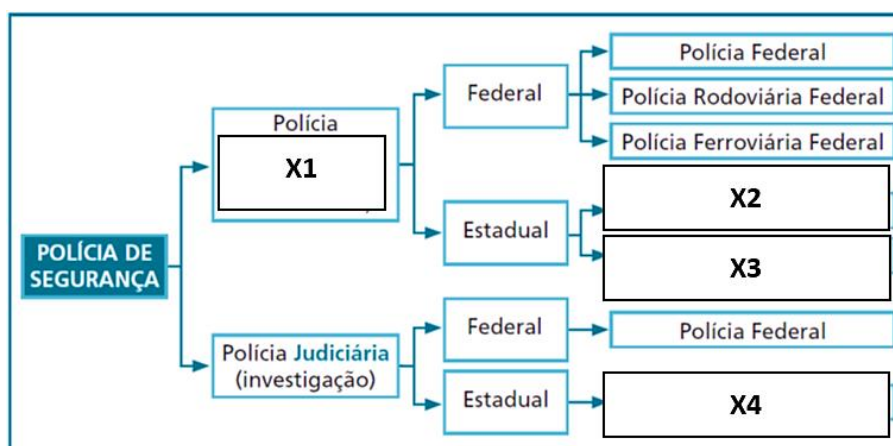 Polícia
X1
Federal
Polícia Federal
Polícia Rodoviária Federal
Polícia Ferroviária Federal
Estadual
X2
X3
POLÍCIA DE
SEGURANÇA
Polícia Judiciária
(investigação)
Federal
Polícia Federal
Estadual
X4